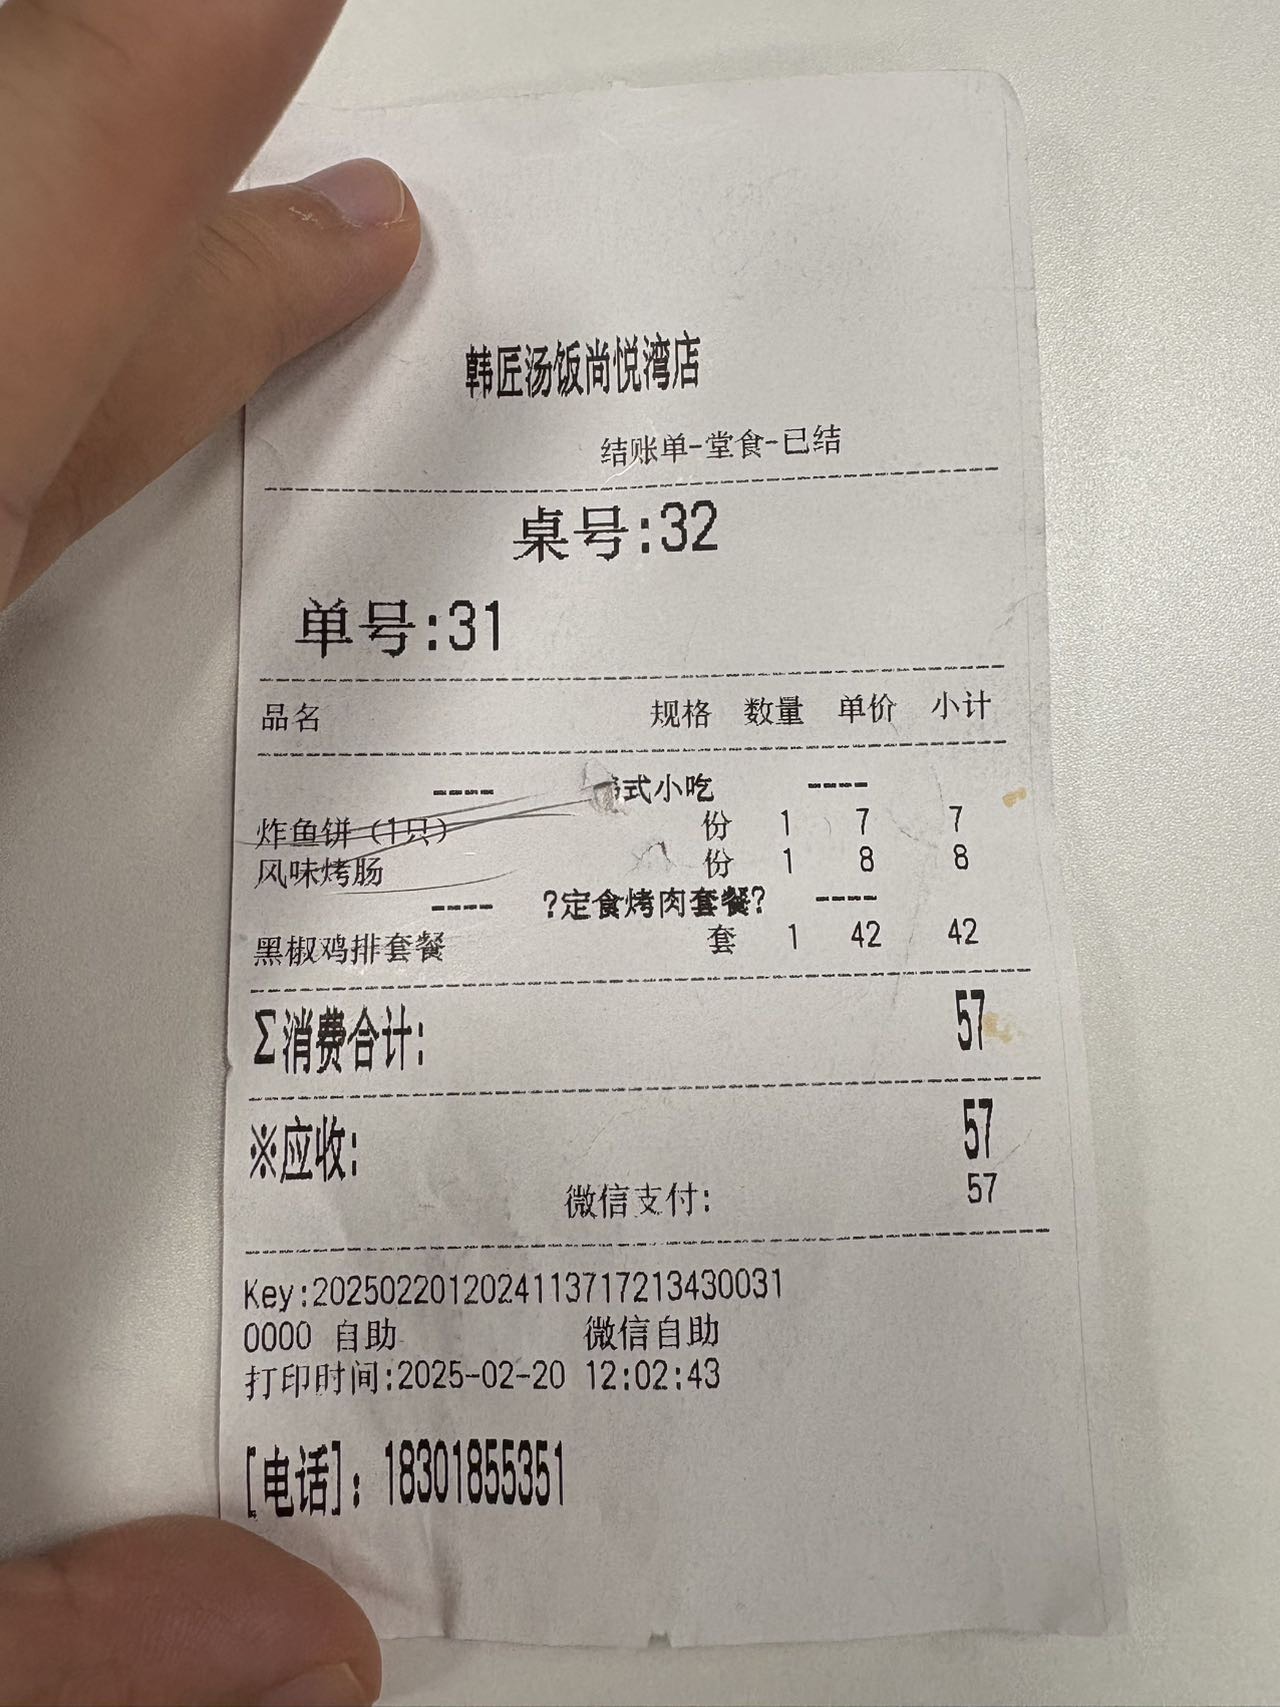 韩匠汤饭尚悦湾店
结账单-堂食-已结
桌号:32
单号:31
品名 规格 数量 单价 小计
---- 式小吃 ----
炸鱼饼(1只) 份 1 7 7
风味烤肠 份 1 8 8
---- ?定食烤肉套餐? ----
黑椒鸡排套餐 套 1 42 42
Σ消费合计: 57
※应收: 57
微信支付: 57
Key:2025022012024113717213430031
0000 自助 微信自助
打印时间:2025-02-20 12:02:43
[电话]: 18301855351